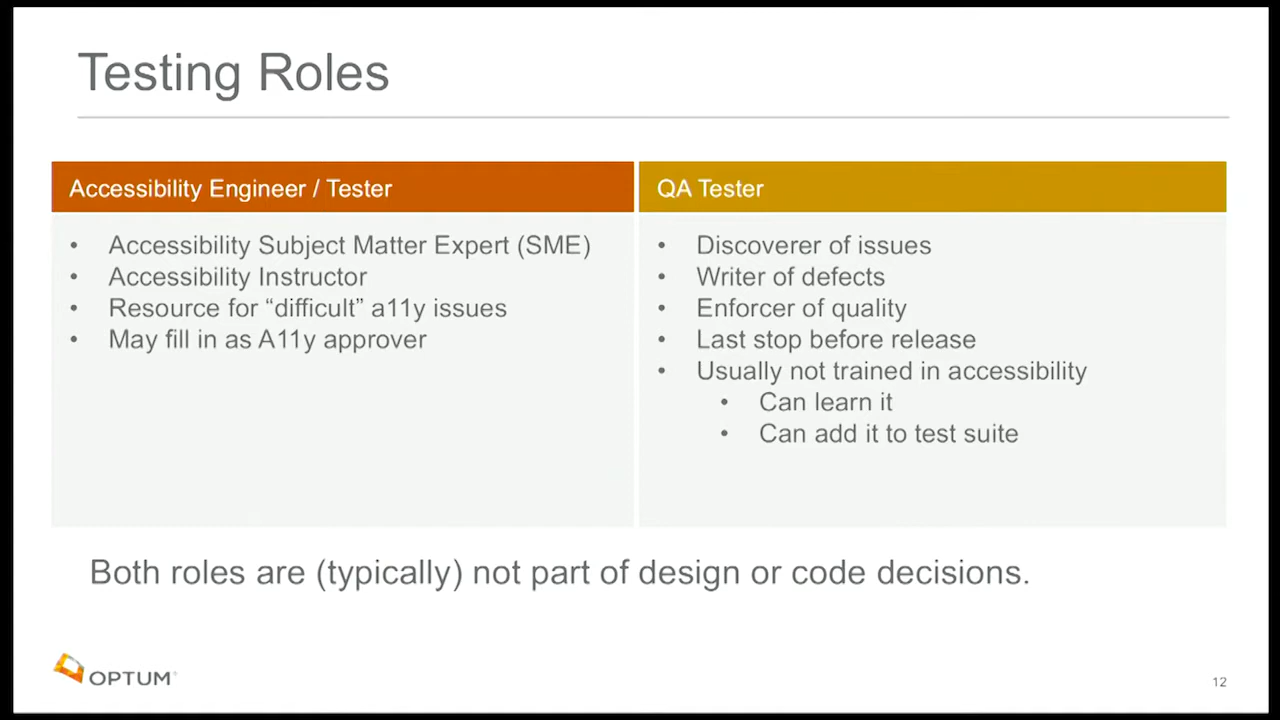 Testing Roles
Accessibility Engineer / Tester
• Accessibility Subject Matter Expert (SME)
• Accessibility Instructor
• Resource for “difficult” a11y issues
• May fill in as A11y approver
QA Tester
• Discoverer of issues
• Writer of defects
• Enforcer of quality
• Last stop before release
• Usually not trained in accessibility
• Can learn it
• Can add it to test suite
Both roles are (typically) not part of design or code decisions.
OPTUM
12